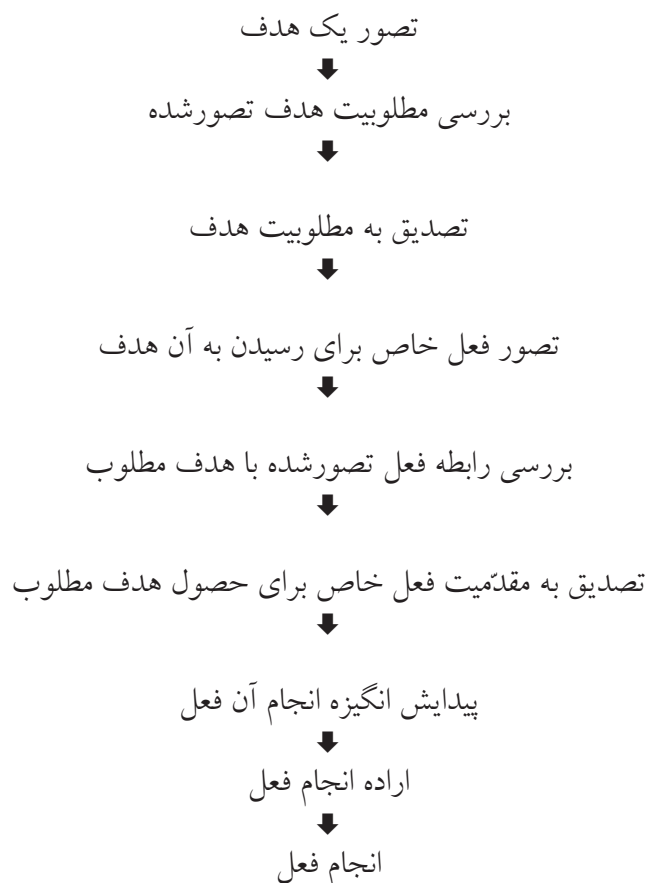 تصور یک هدف
بررسی مطلوبیت هدف تصورشده
تصدیق به مطلوبیت هدف
تصور فعل خاص برای رسیدن به آن هدف
بررسی رابطه فعل تصورشده با هدف مطلوب
تصدیق به مقدّمیت فعل خاص برای حصول هدف مطلوب
پیدایش انگیزه انجام آن فعل
اراده انجام فعل
انجام فعل